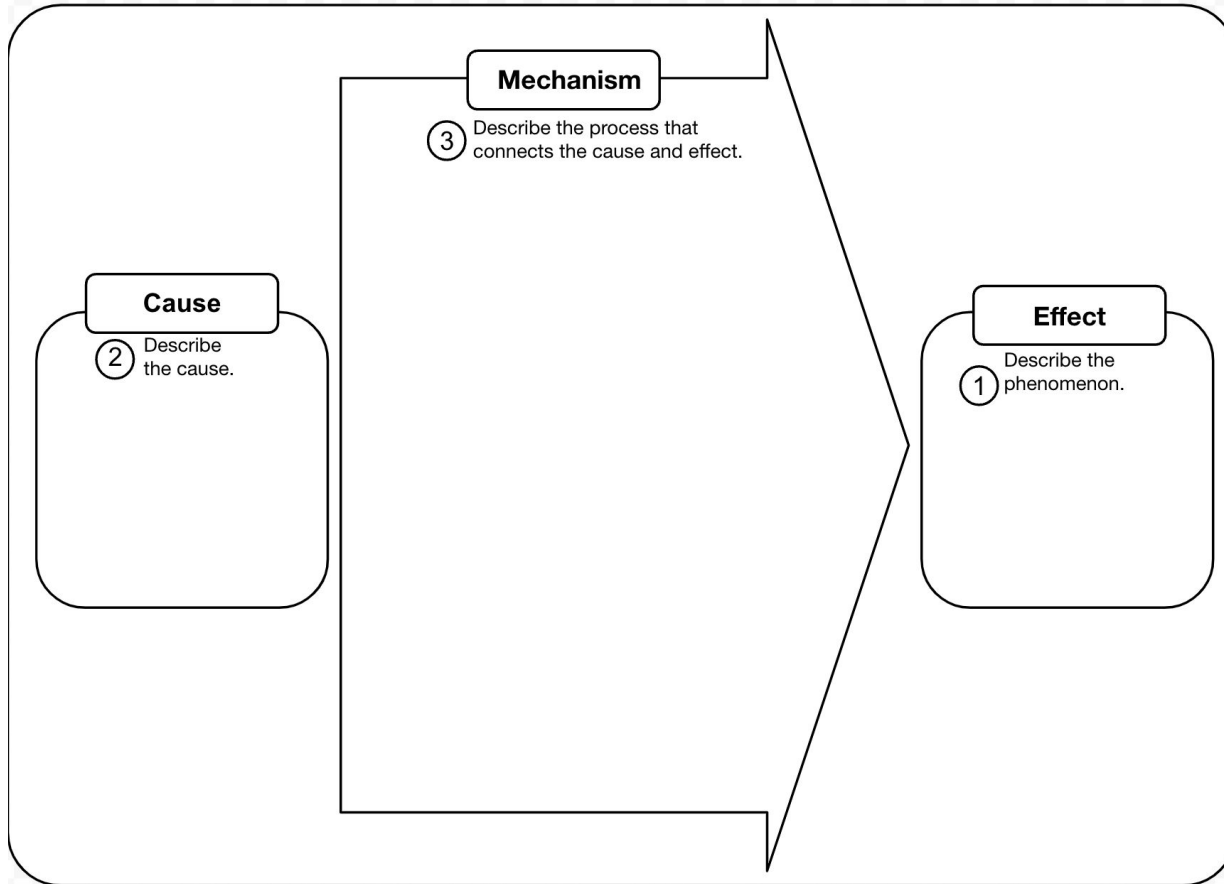 Mechanism
3
Describe the process that
connects the cause and effect.
Cause
2
Describe
the cause.
Effect
1
Describe the
phenomenon.